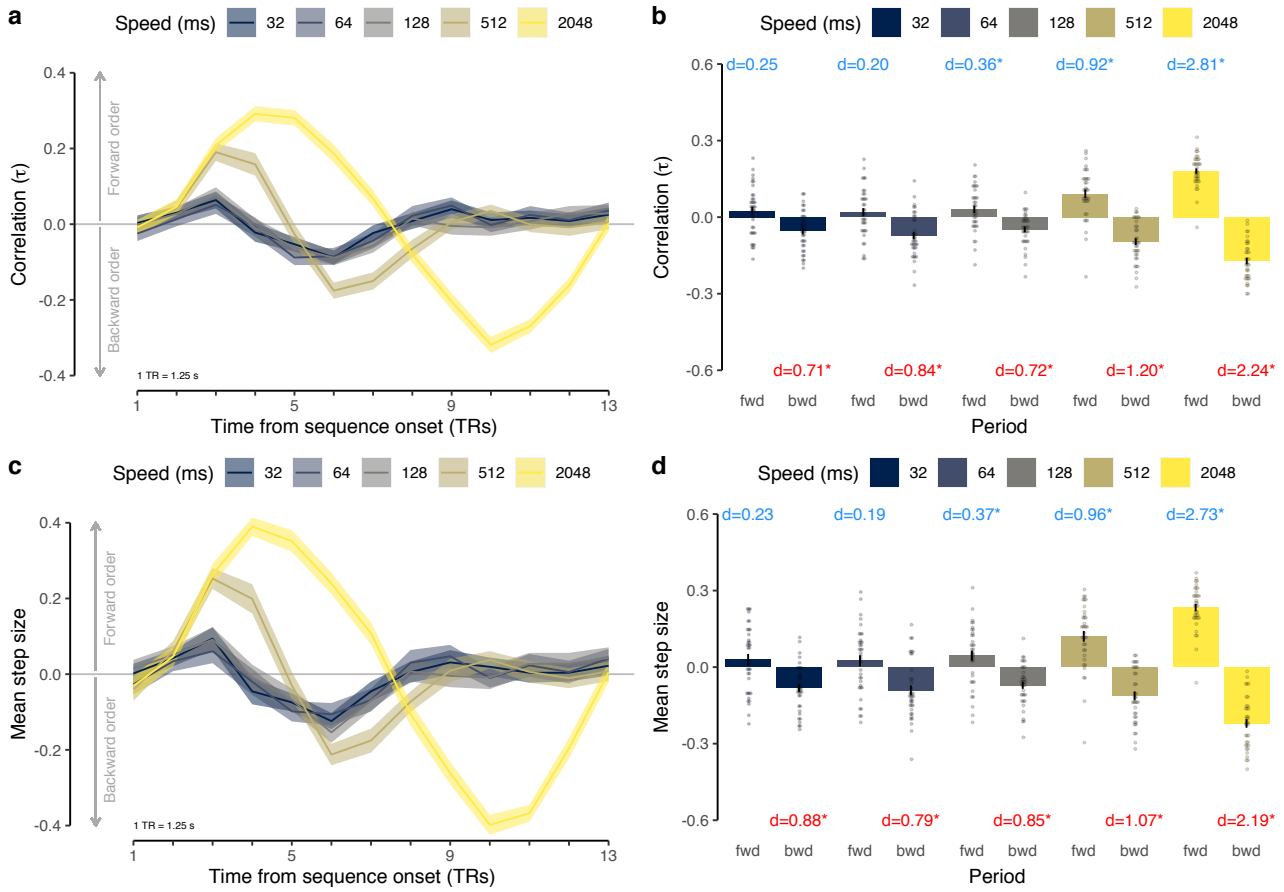 a
Speed (ms) 32 64 128 512 2048
0.4
0.2
0.0
-0.2
-0.4
Correlation (τ)
Forward order
Backward order
1 TR = 1.25 s
1 5 9 13
Time from sequence onset (TRs)
b
Speed (ms) 32 64 128 512 2048
0.6
0.3
0.0
-0.3
-0.6
Correlation (τ)
d=0.25 d=0.20 d=0.36* d=0.92* d=2.81*
d=0.71* d=0.84* d=0.72* d=1.20* d=2.24*
fwd bwd fwd bwd fwd bwd fwd bwd fwd bwd
Period
c
Speed (ms) 32 64 128 512 2048
0.4
0.2
0.0
-0.2
-0.4
Mean step size
Forward order
Backward order
1 TR = 1.25 s
1 5 9 13
Time from sequence onset (TRs)
d
Speed (ms) 32 64 128 512 2048
0.6
0.3
0.0
-0.3
-0.6
Mean step size
d=0.23 d=0.19 d=0.37* d=0.96* d=2.73*
d=0.88* d=0.79* d=0.85* d=1.07* d=2.19*
fwd bwd fwd bwd fwd bwd fwd bwd fwd bwd
Period